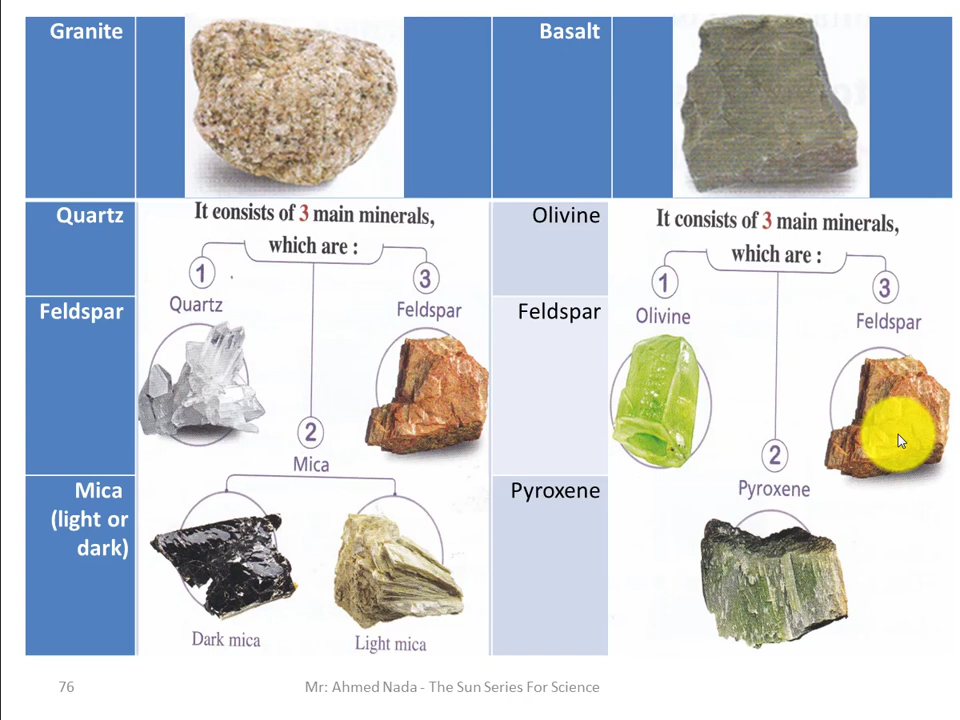 Granite
Basalt
Quartz
It consists of 3 main minerals,
which are :
1
Quartz
3
Feldspar
2
Mica
Dark mica
Light mica
Feldspar
Mica
(light or
dark)
Olivine
It consists of 3 main minerals,
which are :
1
Olivine
3
Feldspar
2
Pyroxene
Feldspar
Pyroxene
76
Mr: Ahmed Nada - The Sun Series For Science